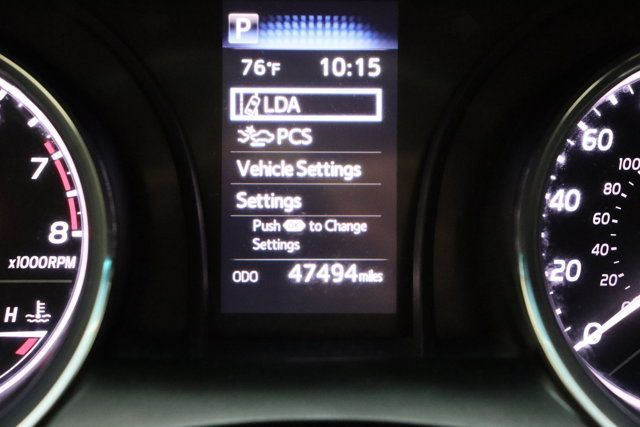 P
76°F 10:15
LDA
PCS
Vehicle Settings
Settings
Push to Change
Settings
ODO 47494 miles
7
8
x1000RPM
H
60
40
20
0
100
80
60
40
20